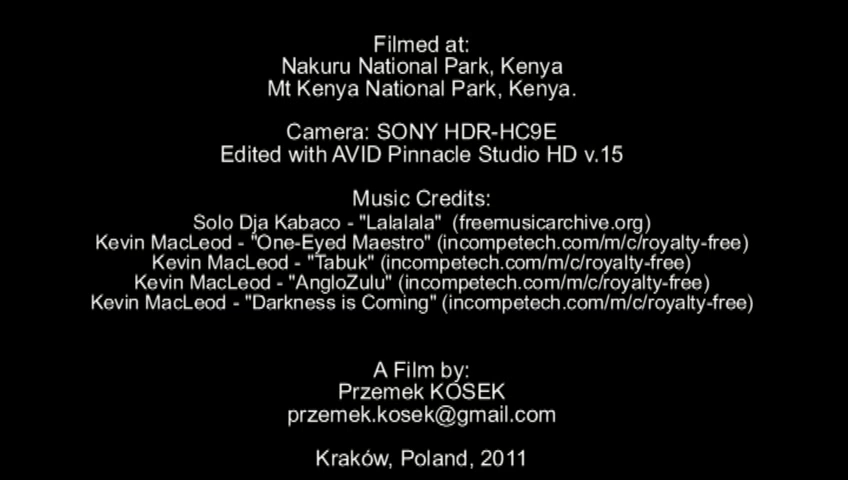 Filmed at:
Nakuru National Park, Kenya
Mt Kenya National Park, Kenya.
Camera: SONY HDR-HC9E
Edited with AVID Pinnacle Studio HD v.15
Music Credits:
Solo Dja Kabaco - "Lalalala" (freemusicarchive.org)
Kevin MacLeod - "One-Eyed Maestro" (incompetech.com/m/c/royalty-free)
Kevin MacLeod - "Tabuk" (incompetech.com/m/c/royalty-free)
Kevin MacLeod - "AngloZulu" (incompetech.com/m/c/royalty-free)
Kevin MacLeod - "Darkness is Coming" (incompetech.com/m/c/royalty-free)
A Film by:
Przemek KOSEK
przemek.kosek@gmail.com
Kraków, Poland, 2011